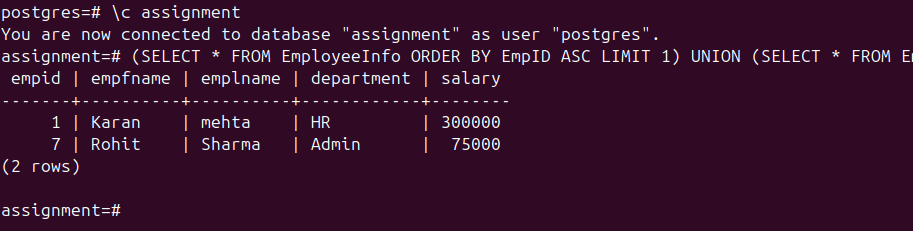 postgres=# \c assignment
You are now connected to database "assignment" as user "postgres".
assignment=# (SELECT * FROM EmployeeInfo ORDER BY EmpID ASC LIMIT 1) UNION (SELECT * FROM E
 empid | empfname | emplname | department | salary
-------+----------+----------+------------+--------
     1 | Karan    | mehta    | HR         | 300000
     7 | Rohit    | Sharma   | Admin      |  75000
(2 rows)
assignment=#